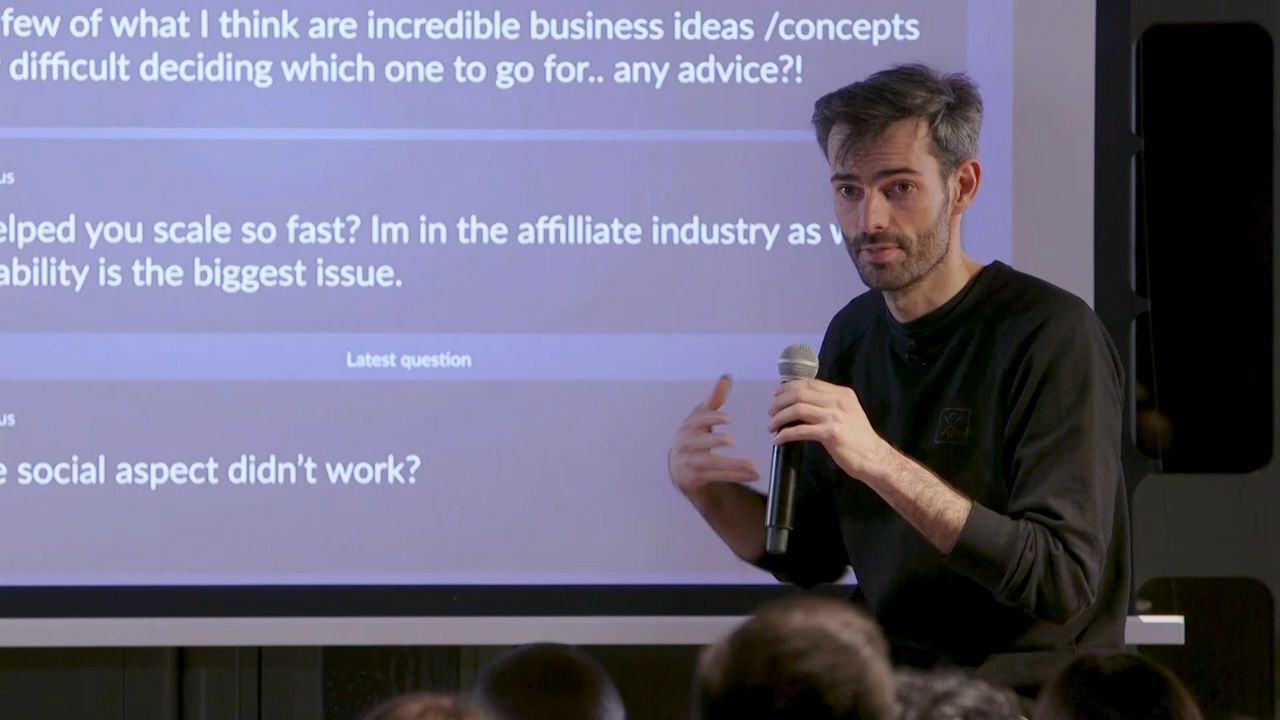 few of what I think are incredible business ideas /concepts
difficult deciding which one to go for.. any advice?!
us
elped you scale so fast? Im in the affilliate industry as
ability is the biggest issue.
Latest question
us
e social aspect didn't work?